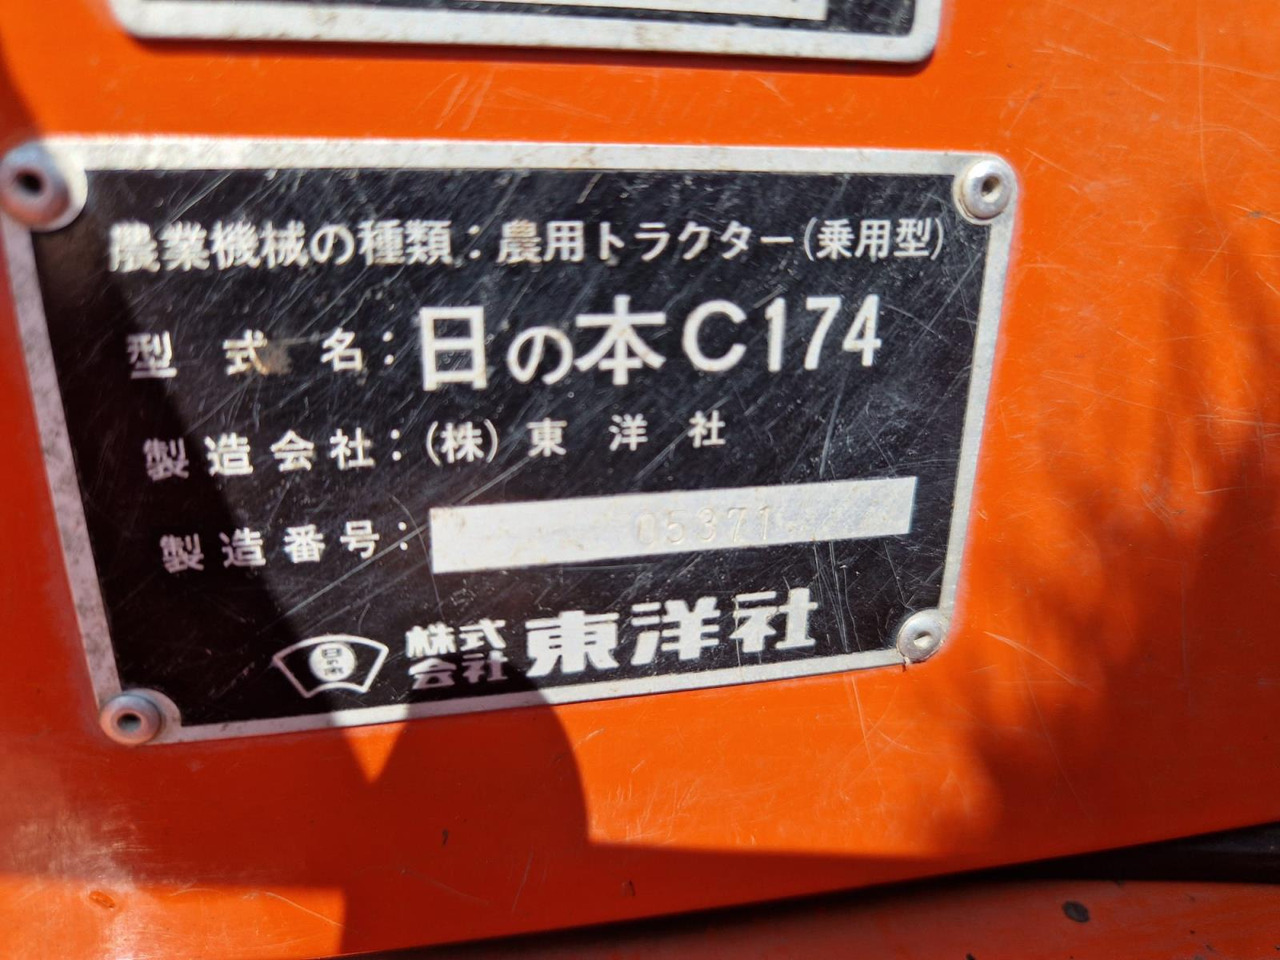 農業機械の種類：農用トラクター(乗用型)
型式名：日の本C174
製造会社：(株)東洋社
製造番号：05371
株式会社 東洋社